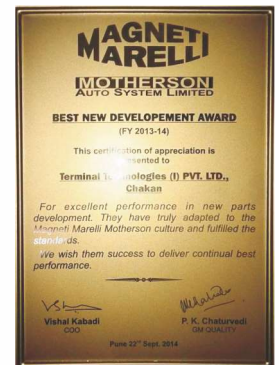 MAGNETI
MARELLI
MOTHERSON
AUTO SYSTEM LIMITED
BEST NEW DEVELOPEMENT AWARD
(FY 2013-14)
This of appreciation is
to
Terminal (I) PVT. LTD.,
Chakan
For excellent performance in new parts
development. They have truly adapted to the
Magneti Marelli Motherson culture and fulfilled the
standards.
We wish them success to deliver continual best
performance.
Vishal Kabadi
COO
P. K. Chaturvedi
GM QUALITY
Pune 22nd Sept. 2014